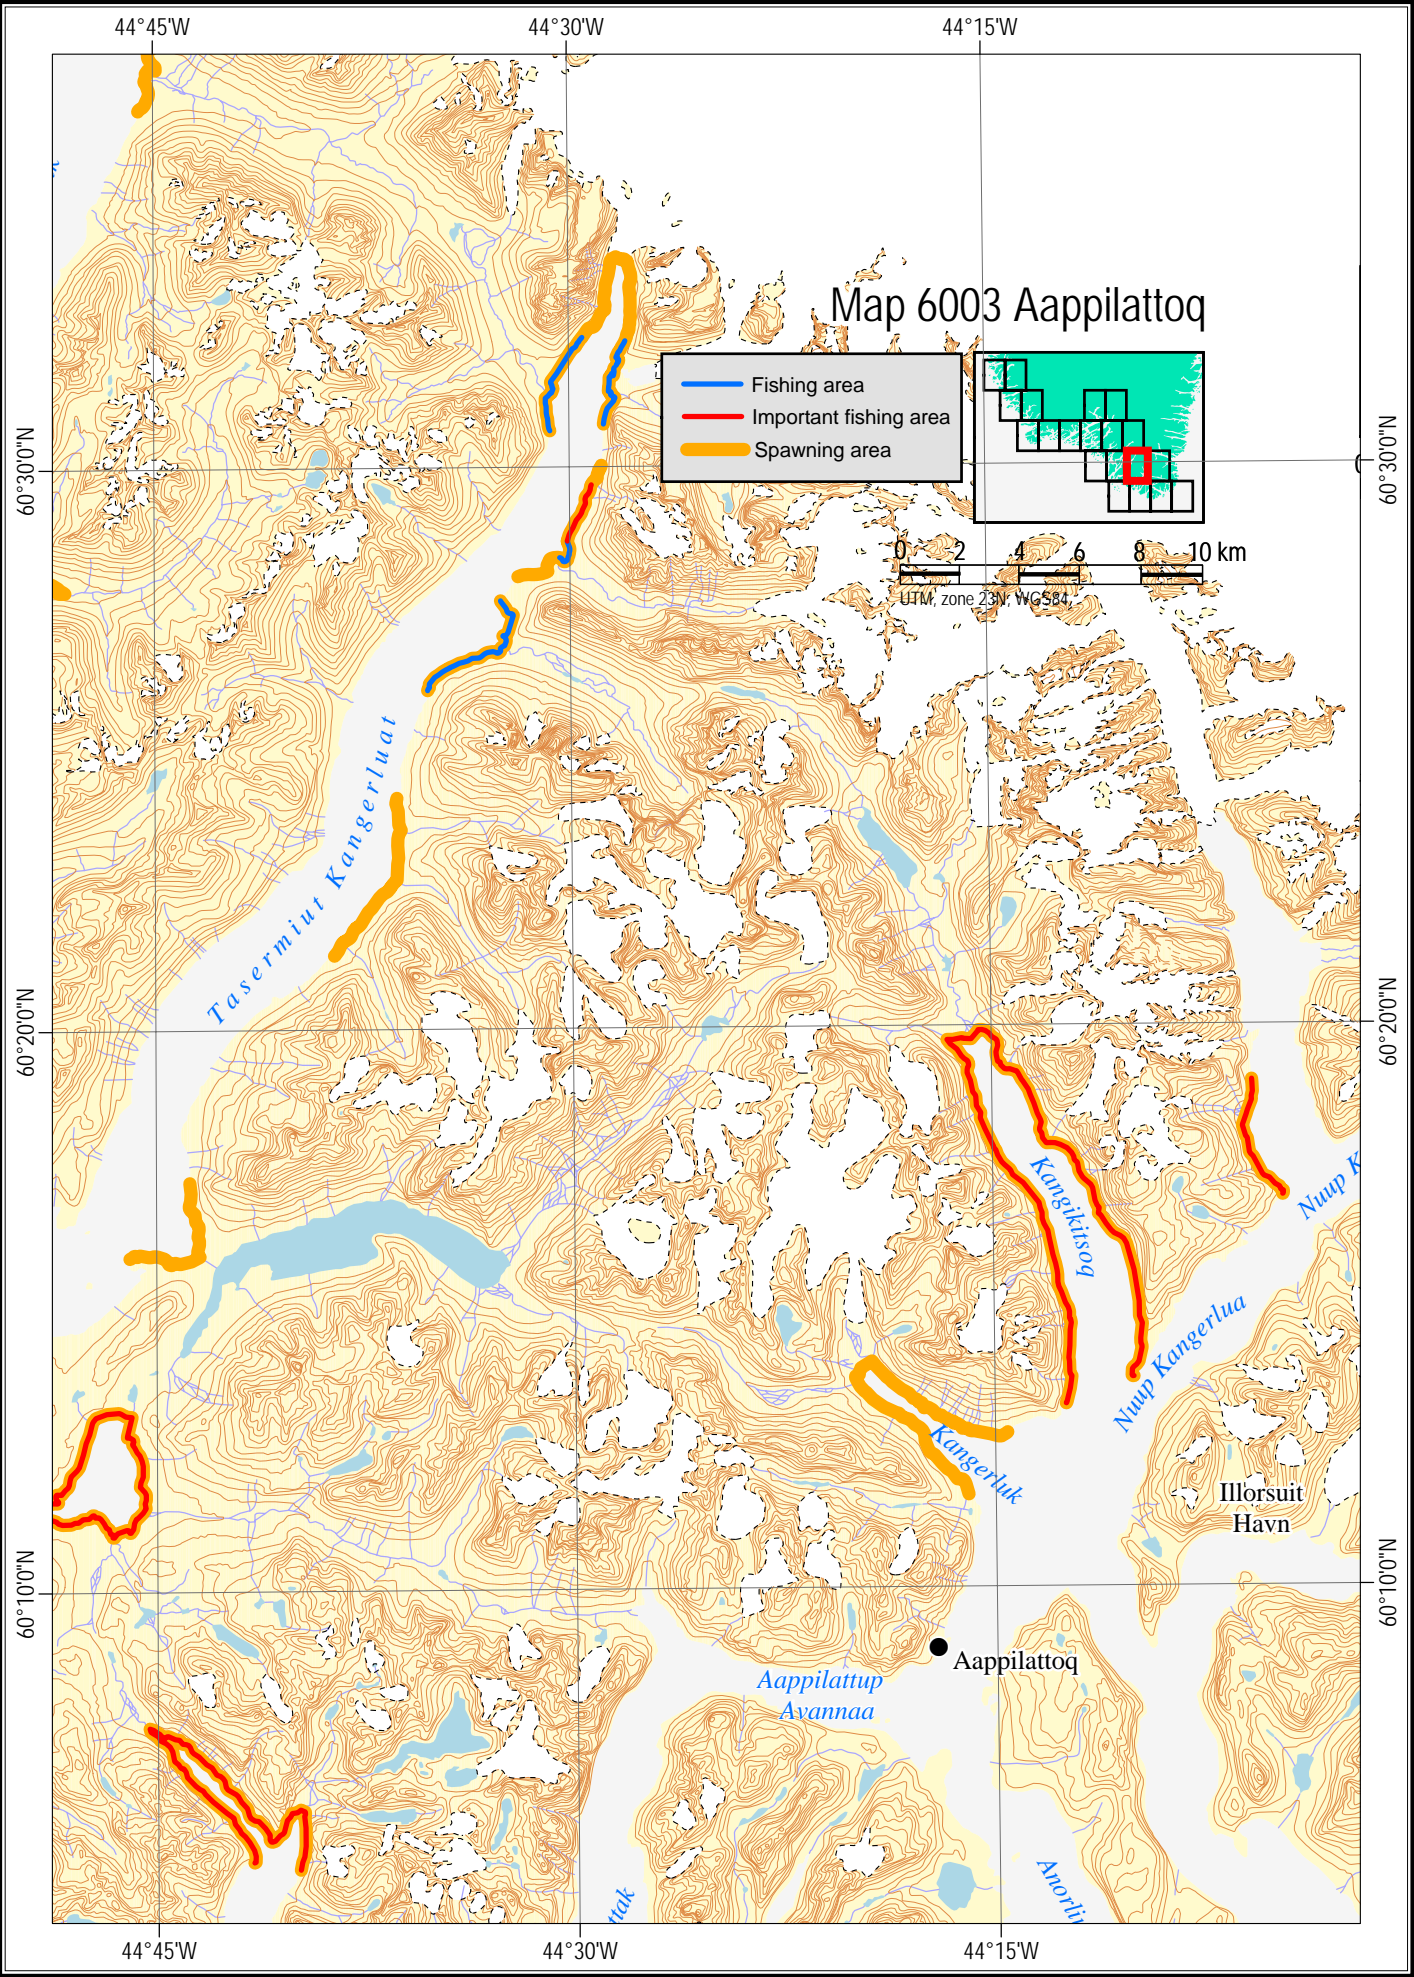 44°45'W 44°30'W 44°15'W
Map 6003 Aappilattoq
Fishing area
Important fishing area
Spawning area
60°30'0"N 60°30'0"N
0 2 4 6 8 10 km
UTM, zone 23N, WGS84,
Tasermiut Kangerluat
60°20'0"N 60°20'0"N
Kangikitsoq
Nuup K
Nuup Kangerlua
Kangerluk
Illorsuit
Havn
60°10'0"N 60°10'0"N
Aappilattoq
Aappilattup
Avannaa
ttak
Anorlii
44°45'W 44°30'W 44°15'W